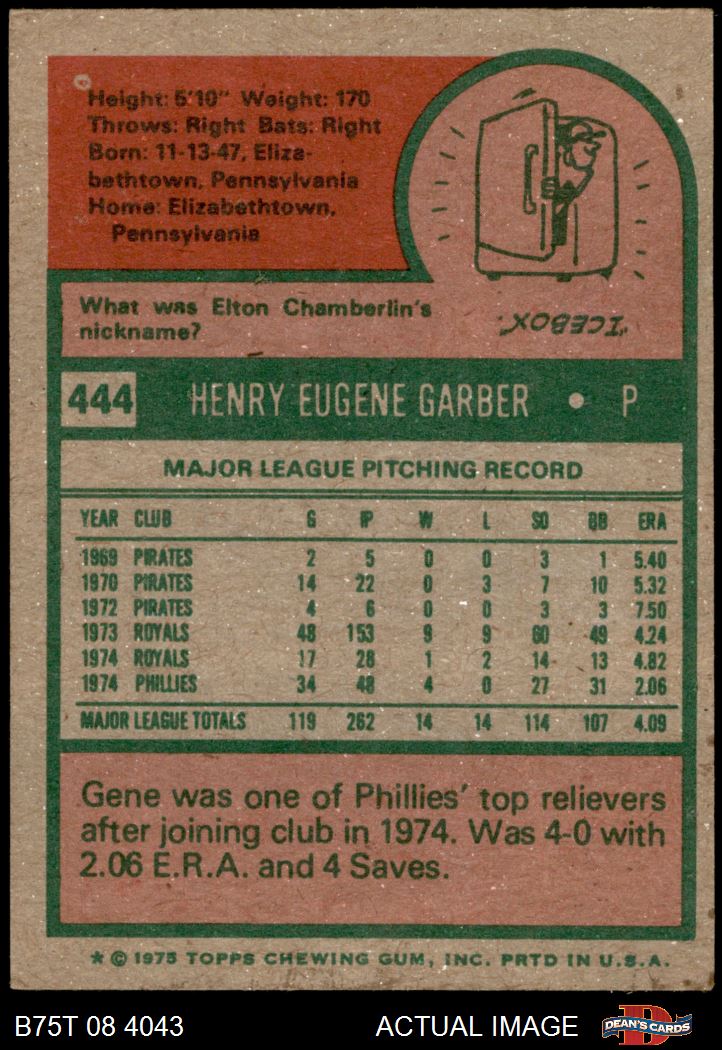 Height: 5'10" Weight: 170
Throws: Right Bats: Right
Born: 11-13-47, Eliza-
bethtown, Pennsylvania
Home: Elizabethtown,
Pennsylvania
What was Elton Chamberlin's
nickname?
"ICEBOX".
444 HENRY EUGENE GARBER • P
MAJOR LEAGUE PITCHING RECORD
YEAR CLUB G IP W L SO BB ERA
1969 PIRATES 2 5 0 0 3 1 5.40
1970 PIRATES 14 22 0 3 7 10 5.32
1972 PIRATES 4 6 0 0 3 3 7.50
1973 ROYALS 48 153 9 9 60 49 4.24
1974 ROYALS 17 28 1 2 14 13 4.82
1974 PHILLIES 34 48 4 0 27 31 2.06
MAJOR LEAGUE TOTALS 119 262 14 14 114 107 4.09
Gene was one of Phillies' top relievers
after joining club in 1974. Was 4-0 with
2.06 E.R.A. and 4 Saves.
* © 1975 TOPPS CHEWING GUM, INC. PRTD IN U.S.A.
B75T 08 4043 ACTUAL IMAGE D DEAN'S CARDS